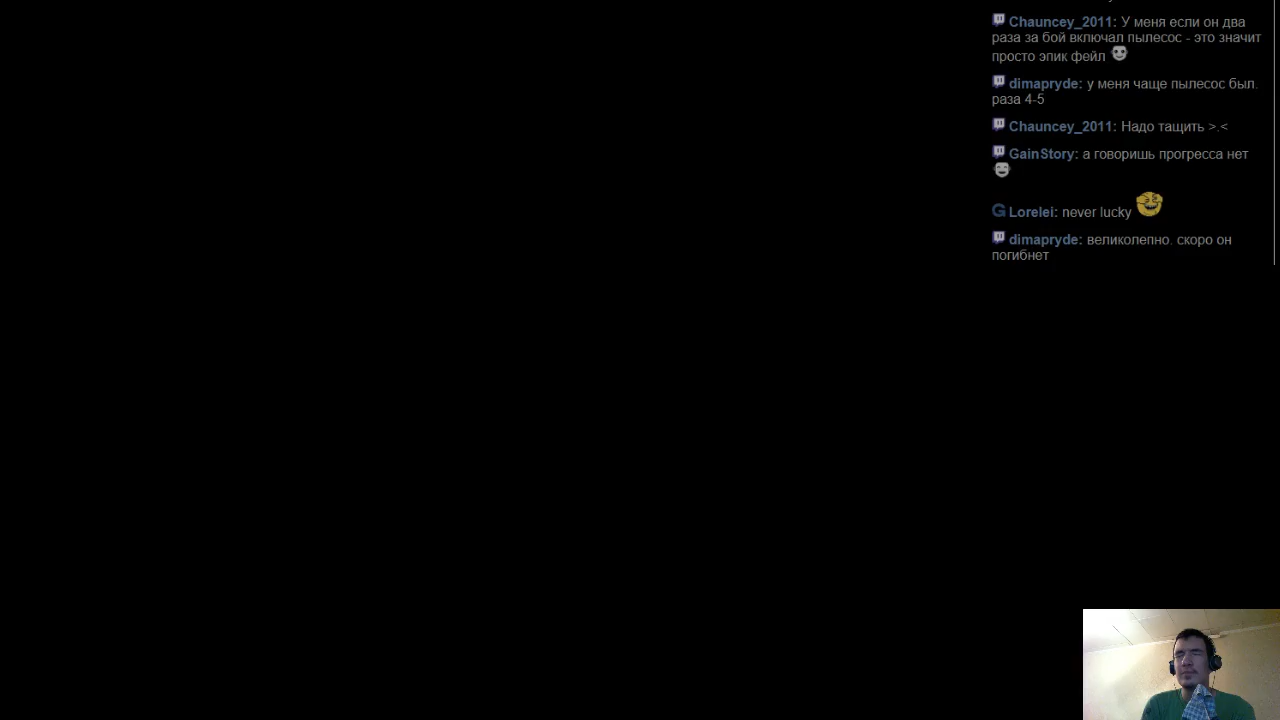 Chauncey_2011: У меня если он два
раза за бой включал пылесос - это значит
просто эпик фейл
dimapryde: у меня чаще пылесос был.
раза 4-5
Chauncey_2011: Надо тащить >.<
GainStory: а говоришь прогресса нет
Lorelei: never lucky
dimapryde: великолепно. скоро он
погибнет